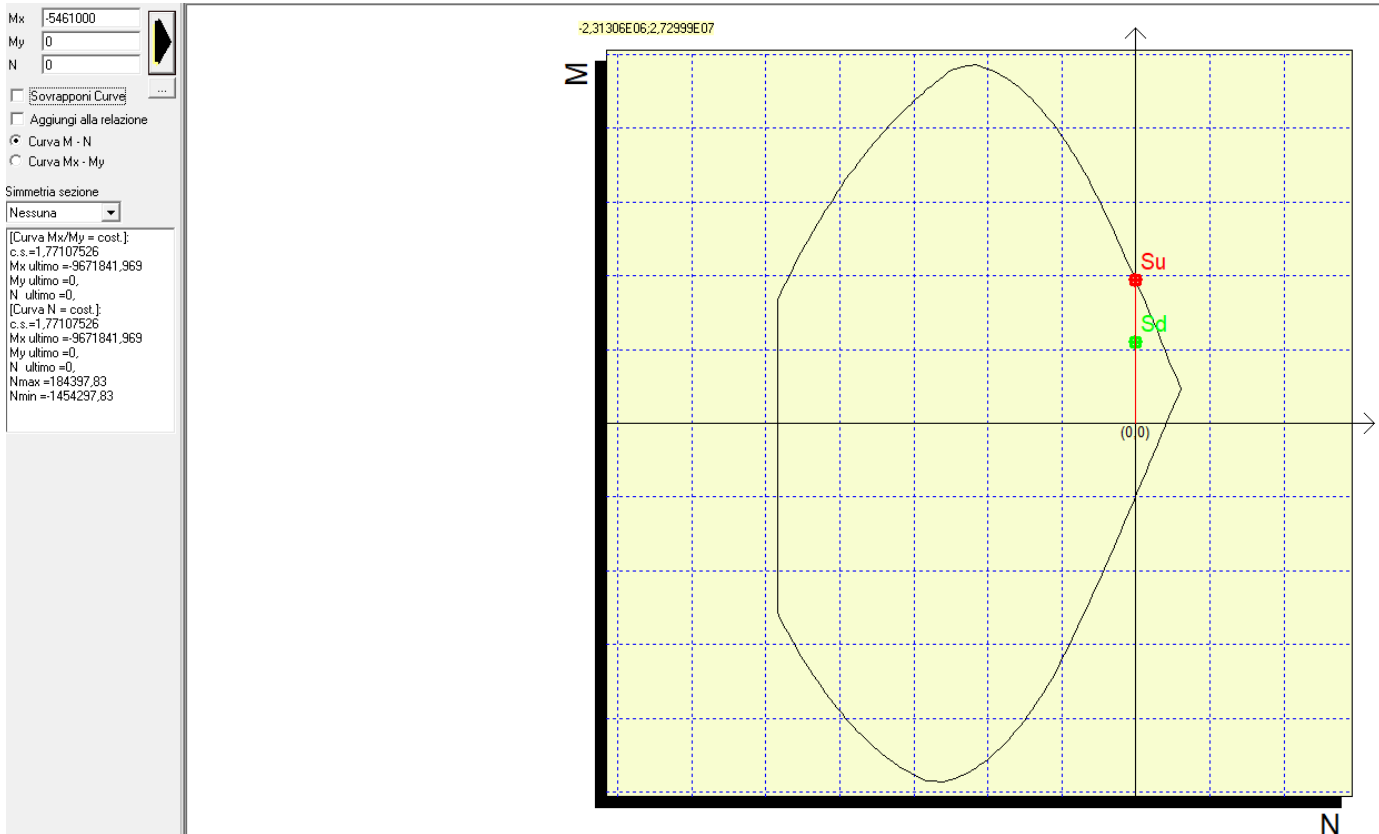 Mx -5461000
My 0
N 0
...
Sovrapponi Curve
Aggiungi alla relazione
Curva M - N
Curva Mx - My
Simmetria sezione
Nessuna
[Curva Mx/My = cost.]:
c.s.=1,77107526
Mx ultimo =-9671841,969
My ultimo =0,
N  ultimo =0,
[Curva N = cost.]:
c.s.=1,77107526
Mx ultimo =-9671841,969
My ultimo =0,
N  ultimo =0,
Nmax =184397,83
Nmin =-1454297,83
-2,31306E06;2,72999E07
M
Su
Sd
(0,0)
N